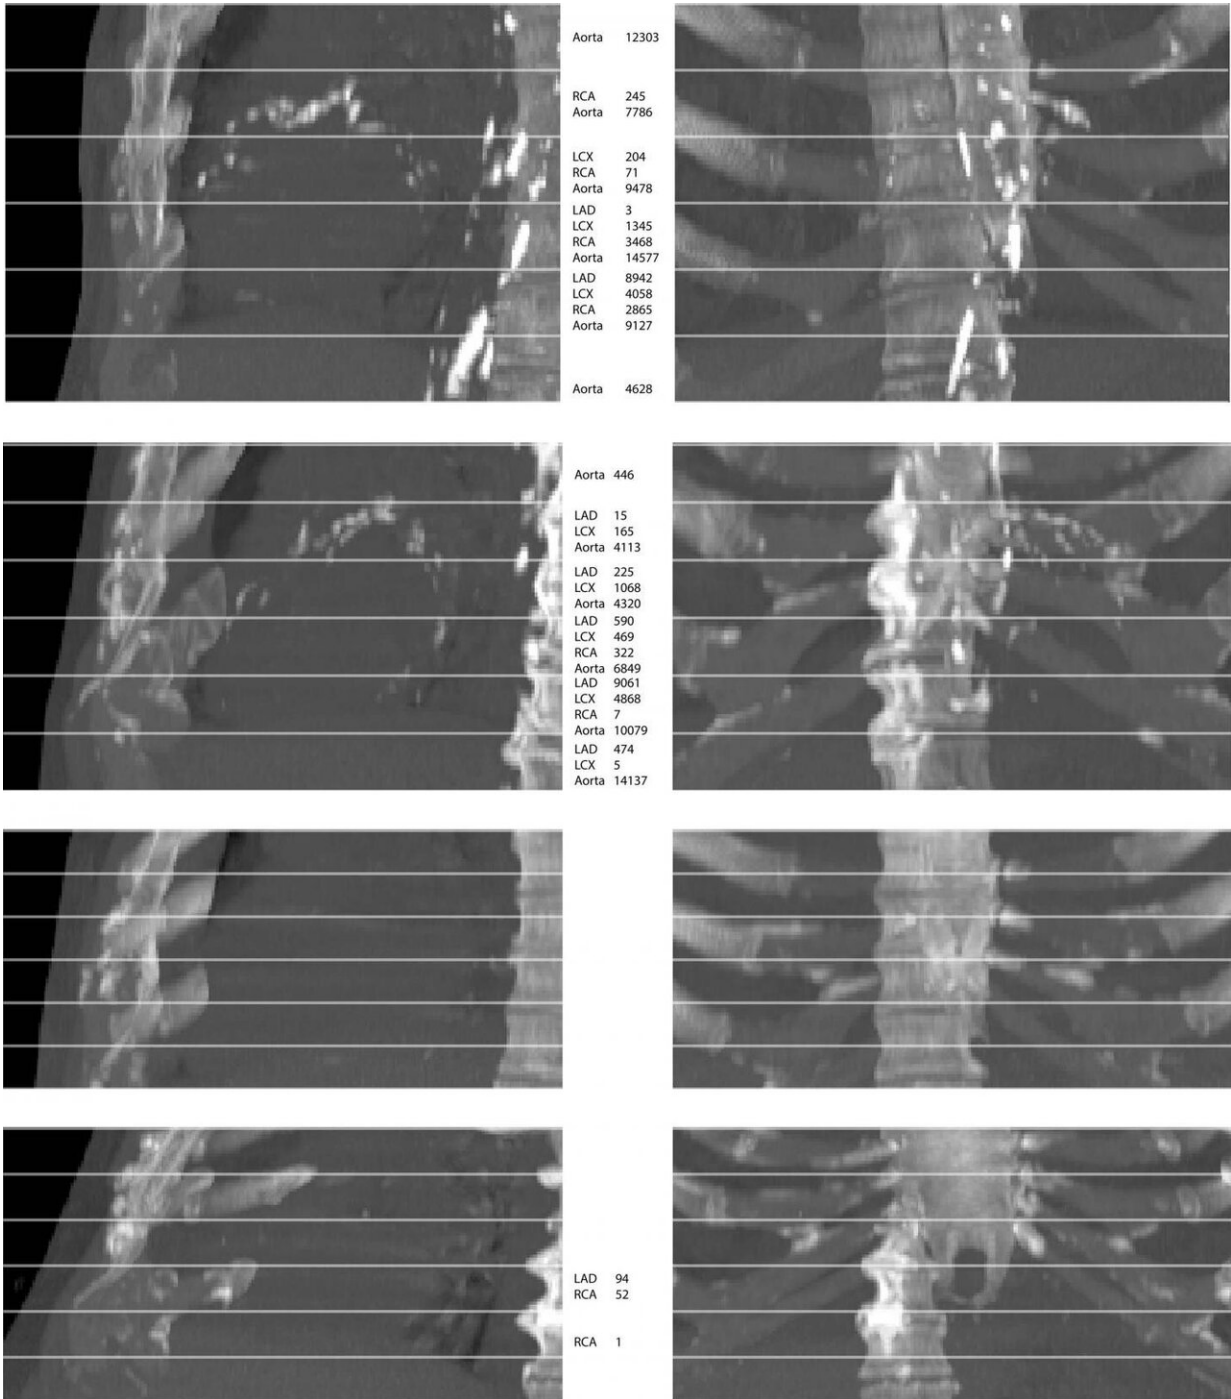 Aorta 12303
RCA 245
Aorta 7786
LCX 204
RCA 71
Aorta 9478
LAD 3
LCX 1345
RCA 3468
Aorta 14577
LAD 8942
LCX 4058
RCA 2865
Aorta 9127
Aorta 4628
Aorta 446
LAD 15
LCX 165
Aorta 4113
LAD 225
LCX 1068
Aorta 4320
LAD 590
LCX 469
RCA 322
Aorta 6849
LAD 9061
LCX 4868
RCA 7
Aorta 10079
LAD 474
LCX 5
Aorta 14137
LAD 94
RCA 52
RCA 1